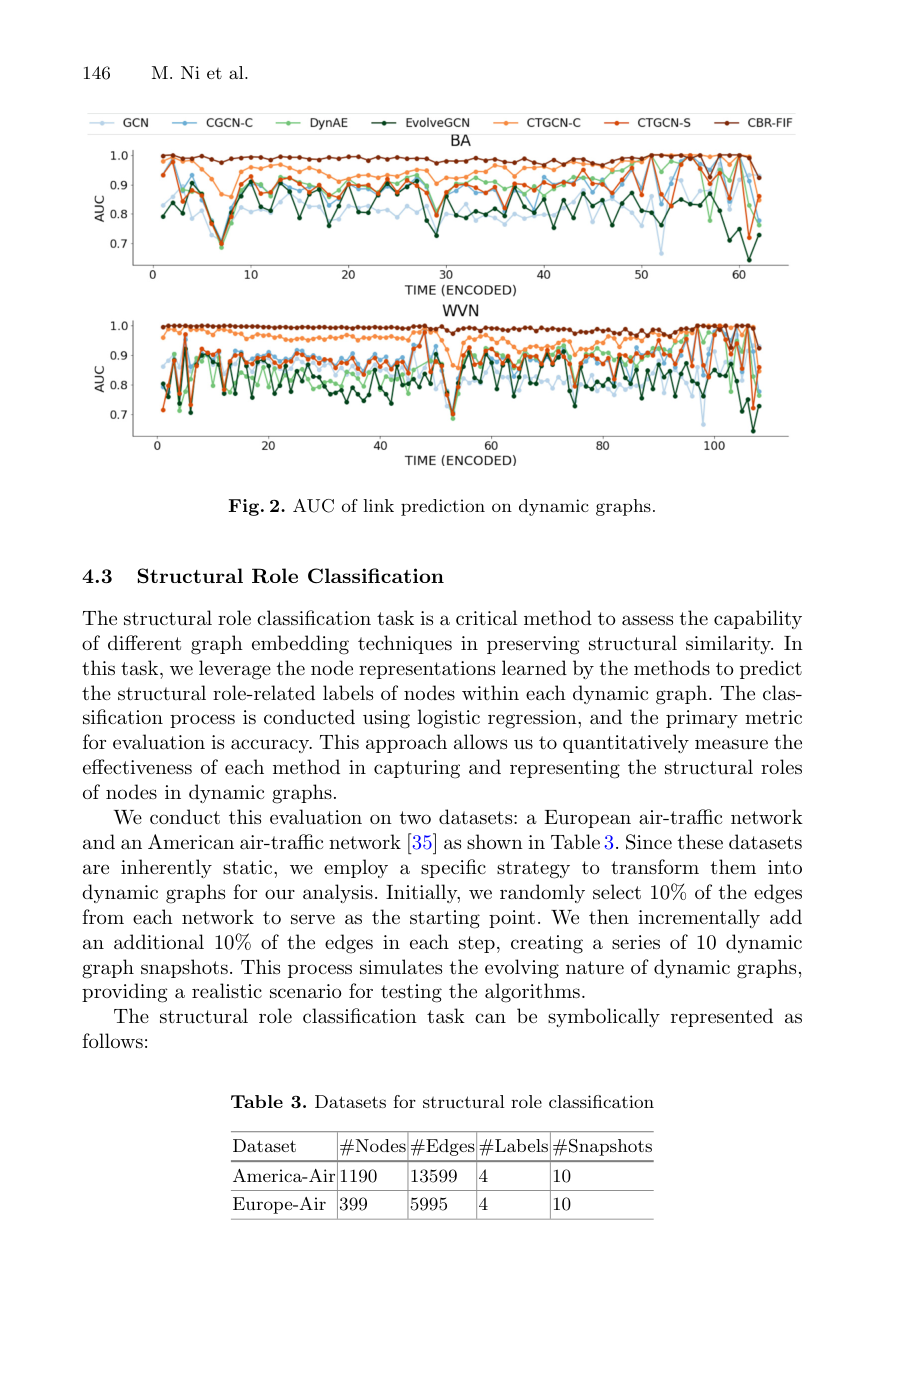 146 M. Ni et al.
GCN CGCN-C DynAE EvolveGCN CTGCN-C CTGCN-S CBR-FIF
BA
1.0
0.9
0.8
0.7
AUC
0 10 20 30 40 50 60
TIME (ENCODED)
WVN
1.0
0.9
0.8
0.7
AUC
0 20 40 60 80 100
TIME (ENCODED)
Fig. 2. AUC of link prediction on dynamic graphs.
4.3 Structural Role Classification
The structural role classification task is a critical method to assess the capability
of different graph embedding techniques in preserving structural similarity. In
this task, we leverage the node representations learned by the methods to predict
the structural role-related labels of nodes within each dynamic graph. The clas-
sification process is conducted using logistic regression, and the primary metric
for evaluation is accuracy. This approach allows us to quantitatively measure the
effectiveness of each method in capturing and representing the structural roles
of nodes in dynamic graphs.
We conduct this evaluation on two datasets: a European air-traffic network
and an American air-traffic network [35] as shown in Table 3. Since these datasets
are inherently static, we employ a specific strategy to transform them into
dynamic graphs for our analysis. Initially, we randomly select 10% of the edges
from each network to serve as the starting point. We then incrementally add
an additional 10% of the edges in each step, creating a series of 10 dynamic
graph snapshots. This process simulates the evolving nature of dynamic graphs,
providing a realistic scenario for testing the algorithms.
The structural role classification task can be symbolically represented as
follows:
Table 3. Datasets for structural role classification
Dataset #Nodes #Edges #Labels #Snapshots
America-Air 1190 13599 4 10
Europe-Air 399 5995 4 10